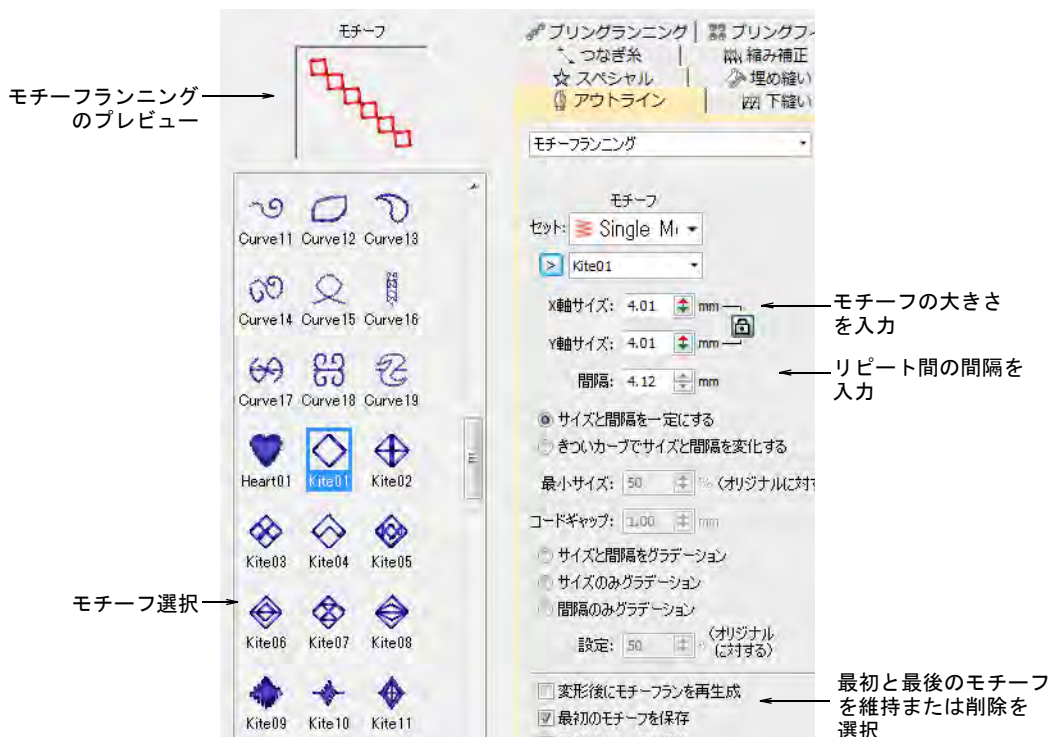 モチーフ
モチーフランニング
のプレビュー
Curve11 Curve12 Curve13
Curve14 Curve15 Curve16
Curve17 Curve18 Curve19
Heart01 Kite01 Kite02
Kite03 Kite04 Kite05
モチーフ選択
Kite06 Kite07 Kite08
Kite09 Kite10 Kite11
ブリングランニング ブリングフ
つなぎ糸 縮み補正
スペシャル 埋め縫い
アウトライン 下縫い
モチーフランニング
モチーフ
セット: Single M
> Kite01
X軸サイズ: 4.01 mm
Y軸サイズ: 4.01 mm
モチーフの大きさ
を入力
間隔: 4.12 mm
リピート間の間隔を
入力
サイズと間隔を一定にする
きついカーブでサイズと間隔を変化する
最小サイズ: 50 % (オリジナルに対す
コードギャップ: 1.00 mm
サイズと間隔をグラデーション
サイズのみグラデーション
間隔のみグラデーション
設定: 50 % (オリジナル
に対する)
変形後にモチーフランを再生成
最初のモチーフを保存
最初と最後のモチーフ
を維持または削除を
選択